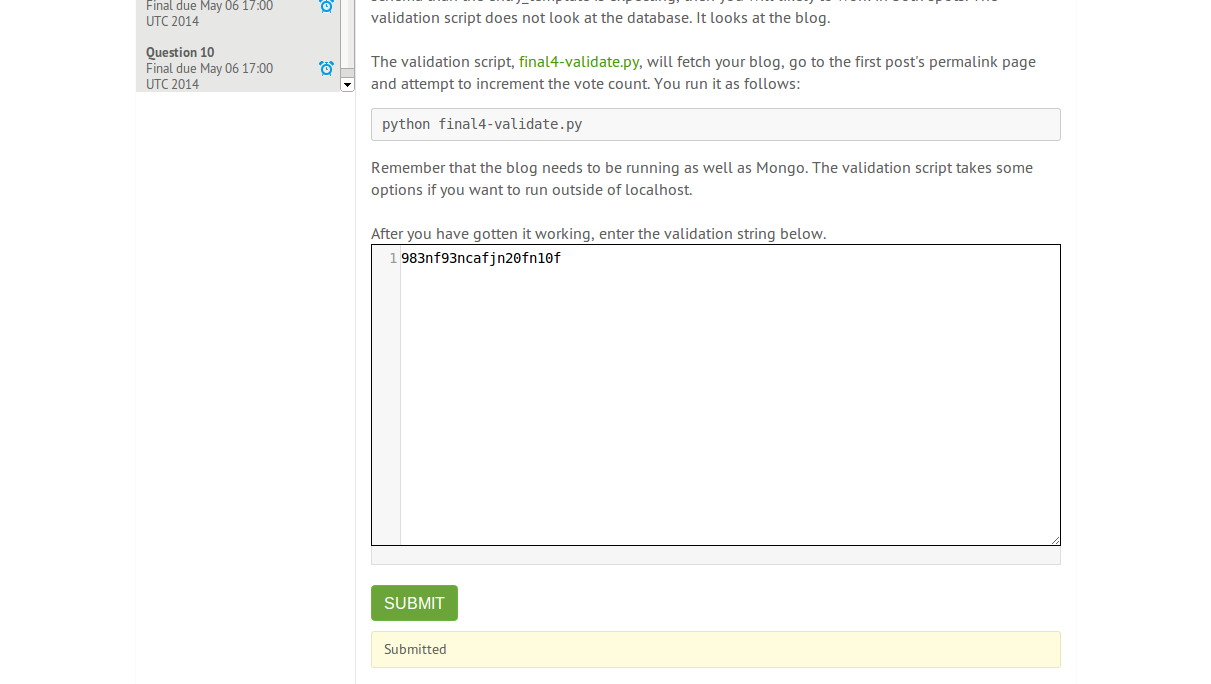 Final due May 06 17:00
UTC 2014
Question 10
Final due May 06 17:00
UTC 2014
validation script does not look at the database. It looks at the blog.
The validation script, final4-validate.py, will fetch your blog, go to the first post's permalink page
and attempt to increment the vote count. You run it as follows:
python final4-validate.py
Remember that the blog needs to be running as well as Mongo. The validation script takes some
options if you want to run outside of localhost.
After you have gotten it working, enter the validation string below.
1 983nf93ncafjn20fn10f
SUBMIT
Submitted